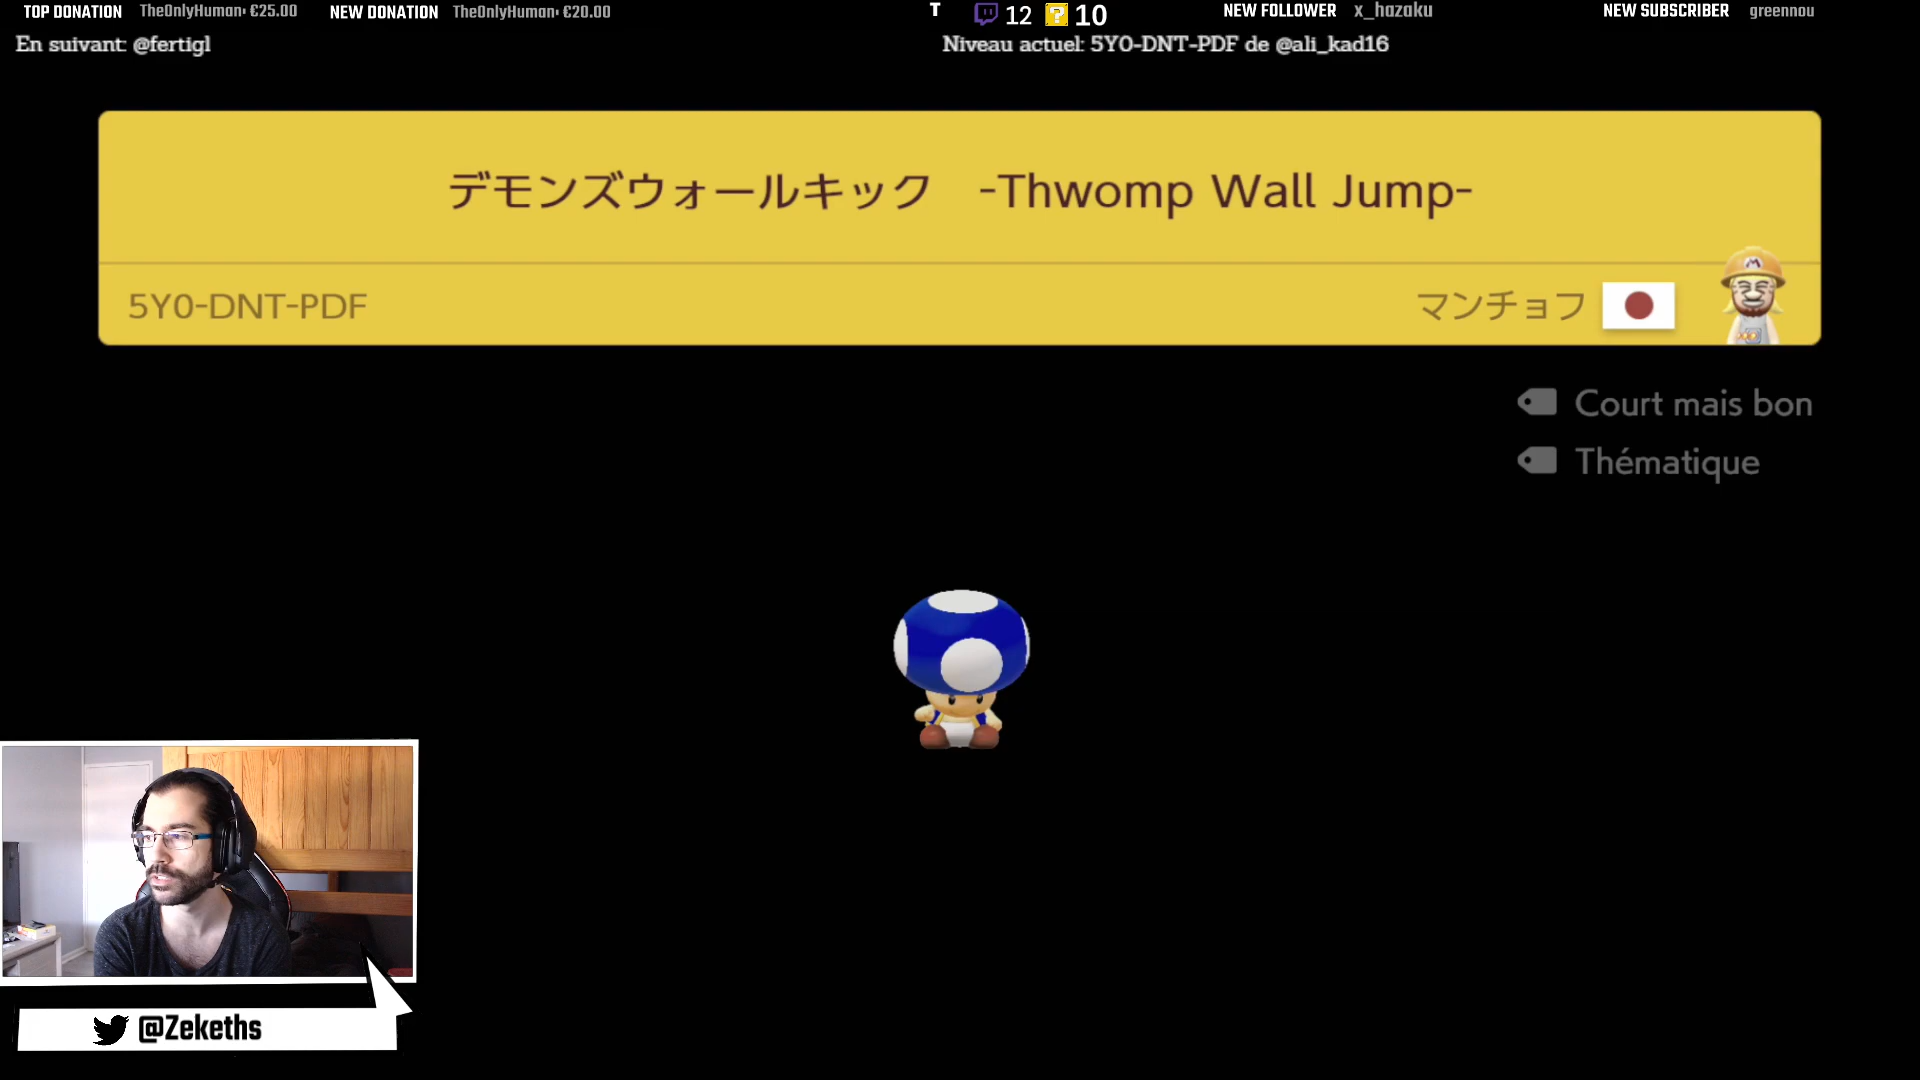 TOP DONATION TheOnlyHuman: €25.00 NEW DONATION TheOnlyHuman: €20.00 T 12 10 NEW FOLLOWER x_hazaku NEW SUBSCRIBER greennou
En suivant: @fertigl Niveau actuel: 5Y0-DNT-PDF de @ali_kad16
デモンズウォールキック -Thwomp Wall Jump-
5Y0-DNT-PDF マンチョフ
Court mais bon
Thématique
@Zekeths